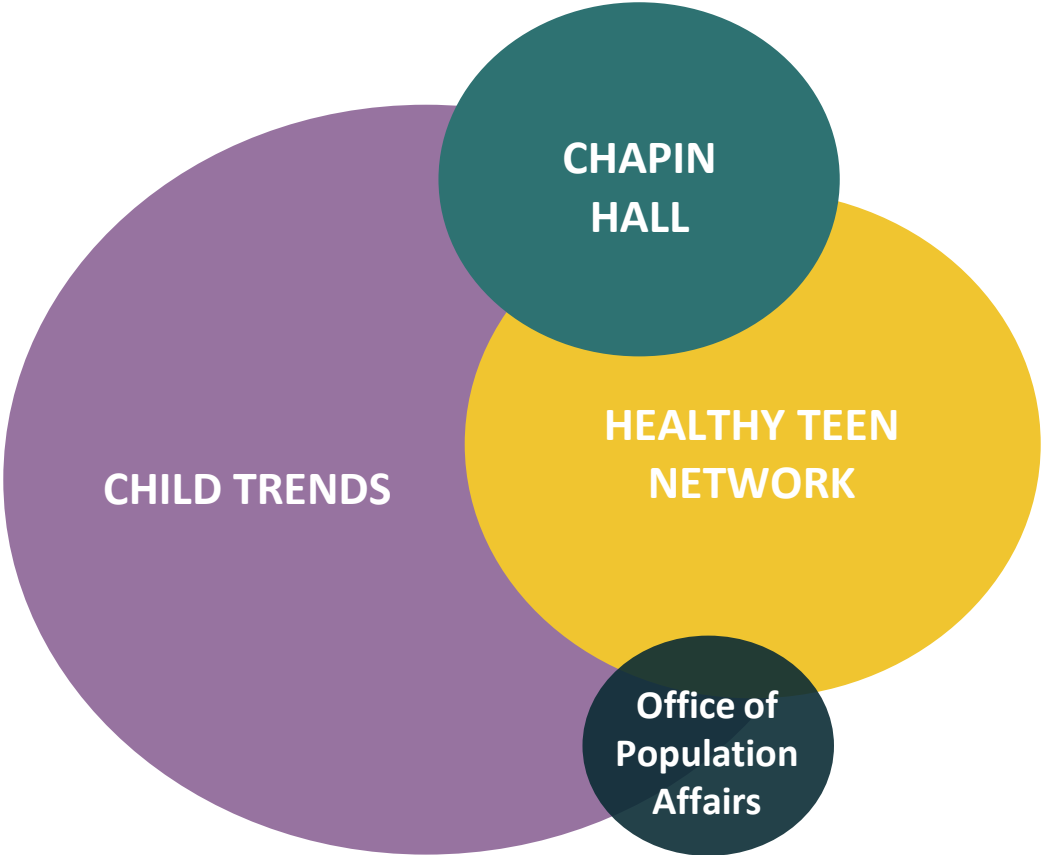 CHAPIN
HALL
HEALTHY TEEN
NETWORK
CHILD TRENDS
Office of
Population
Affairs